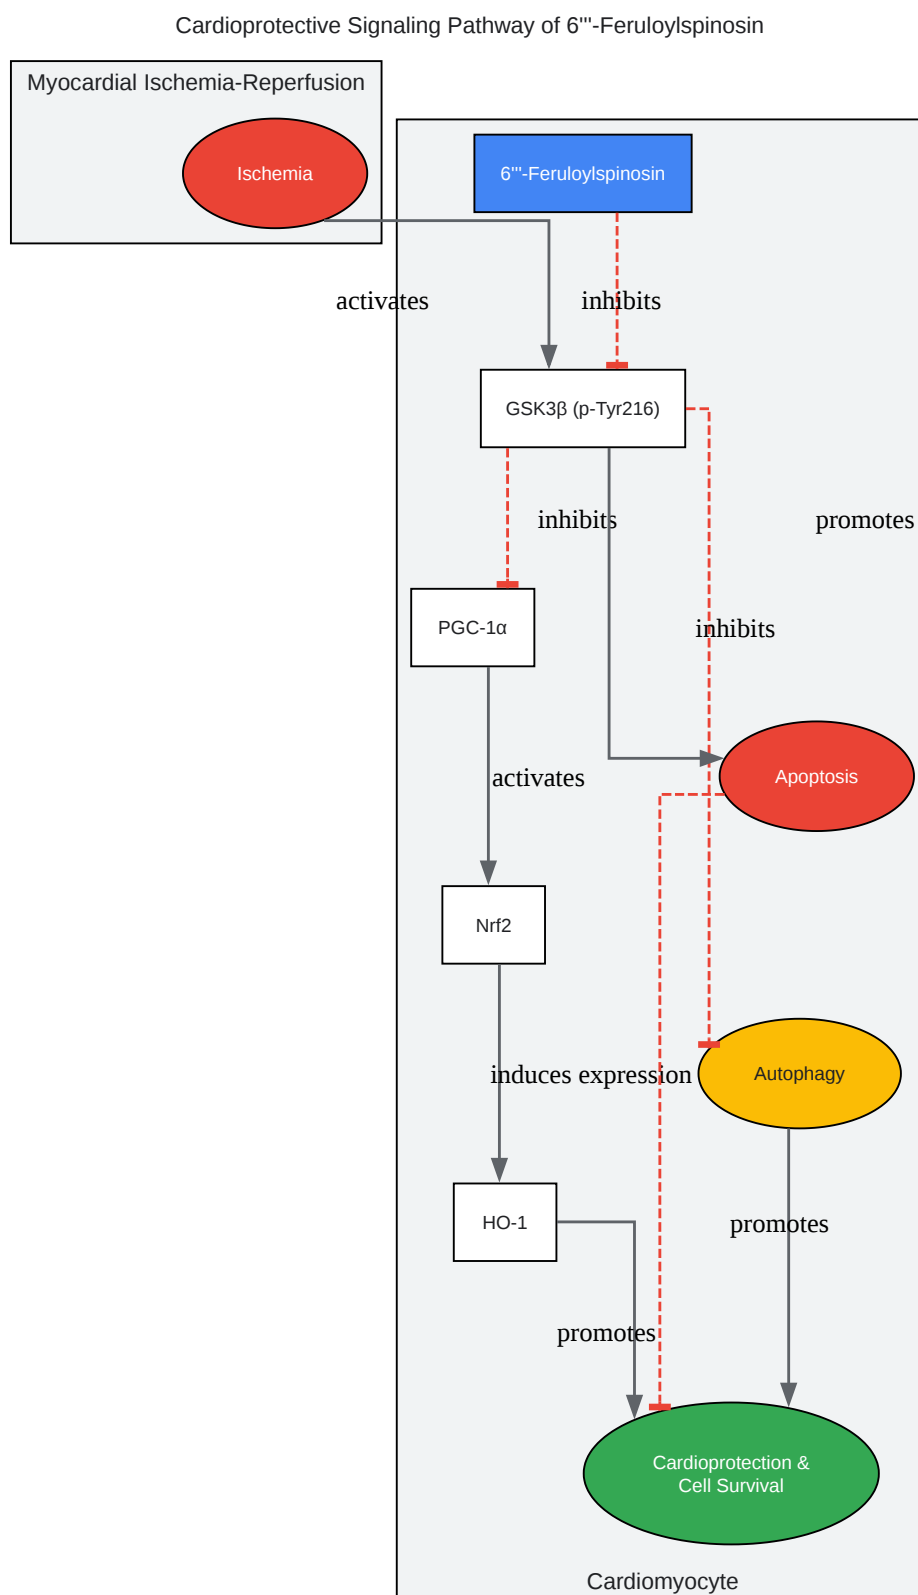 Cardioprotective Signaling Pathway of 6'''-Feruloylspinosin
Myocardial Ischemia-Reperfusion
Ischemia
6'''-Feruloylspinosin
activates
inhibits
GSK3β (p-Tyr216)
inhibits
promotes
PGC-1α
inhibits
activates
Apoptosis
Nrf2
induces expression
Autophagy
HO-1
promotes
promotes
Cardioprotection &
Cell Survival
Cardiomyocyte